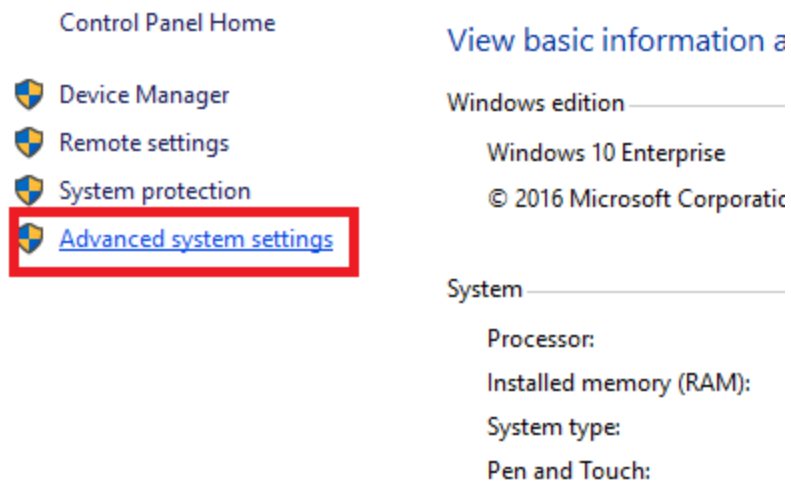 Control Panel Home
Device Manager
Remote settings
System protection
Advanced system settings
View basic information a
Windows edition
Windows 10 Enterprise
© 2016 Microsoft Corporatio
System
Processor:
Installed memory (RAM):
System type:
Pen and Touch: